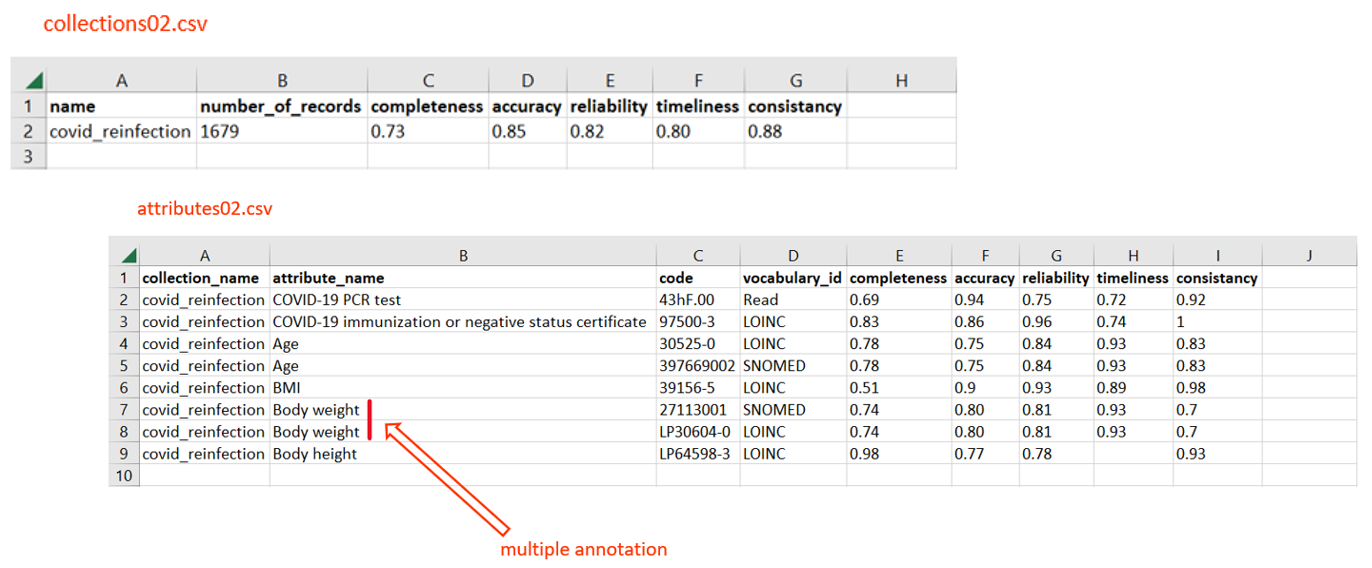 collections02.csv
A B C D E F G H
1 name number_of_records completeness accuracy reliability timeliness consistancy
2 covid_reinfection 1679 0.73 0.85 0.82 0.80 0.88
3
attributes02.csv
A B C D E F G H I J
1 collection_name attribute_name code vocabulary_id completeness accuracy reliability timeliness consistancy
2 covid_reinfection COVID-19 PCR test 43hF.00 Read 0.69 0.94 0.75 0.72 0.92
3 covid_reinfection COVID-19 immunization or negative status certificate 97500-3 LOINC 0.83 0.86 0.96 0.74 1
4 covid_reinfection Age 30525-0 LOINC 0.78 0.75 0.84 0.93 0.83
5 covid_reinfection Age 397669002 SNOMED 0.78 0.75 0.84 0.93 0.83
6 covid_reinfection BMI 39156-5 LOINC 0.51 0.9 0.93 0.89 0.98
7 covid_reinfection Body weight 27113001 SNOMED 0.74 0.80 0.81 0.93 0.7
8 covid_reinfection Body weight LP30604-0 LOINC 0.74 0.80 0.81 0.93 0.7
9 covid_reinfection Body height LP64598-3 LOINC 0.98 0.77 0.78 0.93
10
multiple annotation